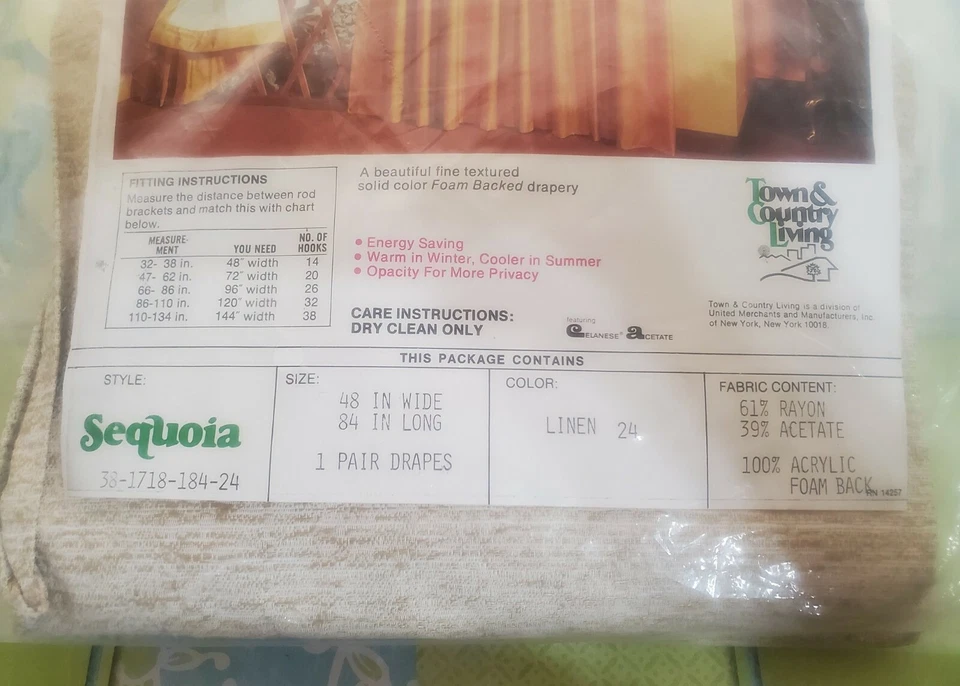 FITTING INSTRUCTIONS
Measure the distance between rod
brackets and match this with chart
below.
MEASURE-
MENT YOU NEED NO. OF
HOOKS
32- 38 in. 48" width 14
47- 62 in. 72" width 20
66- 86 in. 96" width 26
86-110 in. 120" width 32
110-134 in. 144" width 38
A beautiful fine textured
solid color Foam Backed drapery
• Energy Saving
• Warm in Winter, Cooler in Summer
• Opacity For More Privacy
CARE INSTRUCTIONS:
DRY CLEAN ONLY
featuring
CELANESE® ACETATE
Town &
Country
Living
Town & Country Living is a division of
United Merchants and Manufacturers, Inc.
of New York, New York 10018.
THIS PACKAGE CONTAINS
STYLE:
Sequoia
38-1718-184-24
SIZE:
48 IN WIDE
84 IN LONG
1 PAIR DRAPES
COLOR:
LINEN 24
FABRIC CONTENT:
61% RAYON
39% ACETATE
100% ACRYLIC
FOAM BACK
RN 14257